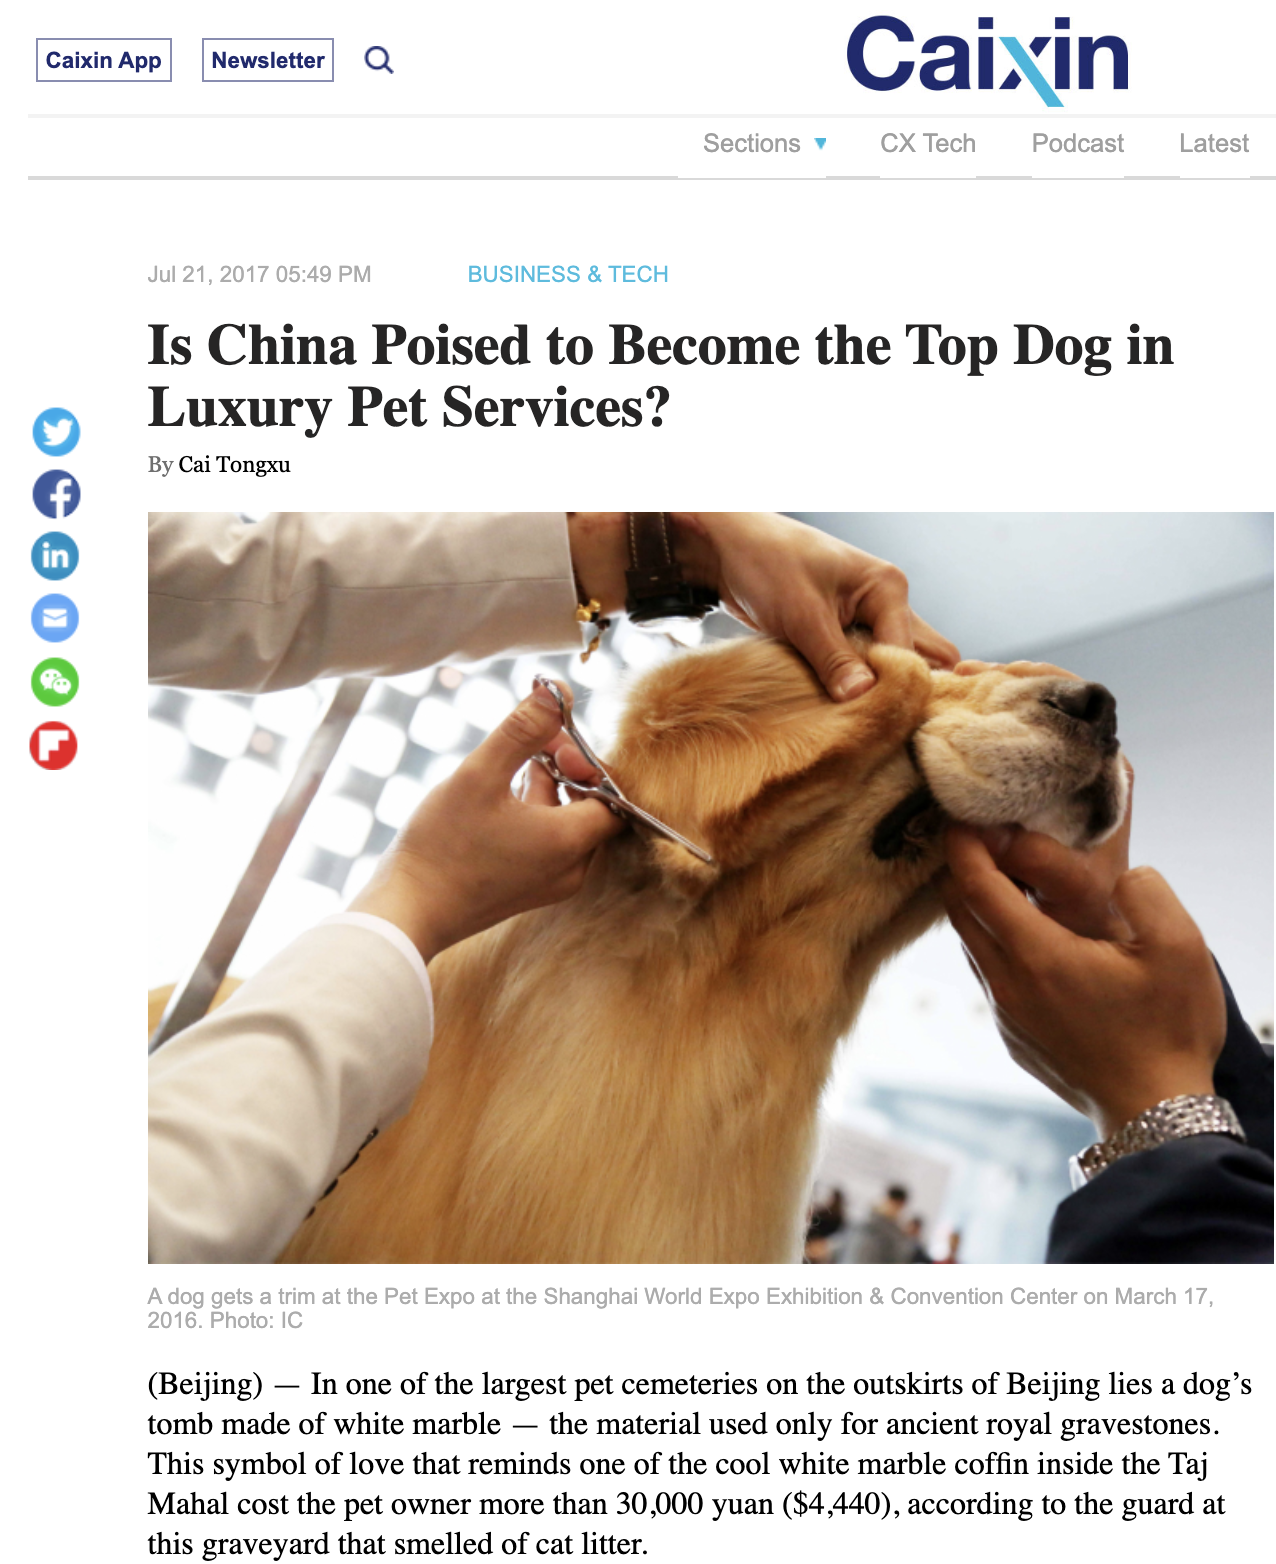 Caixin App
Newsletter
Caixin
Sections
CX Tech
Podcast
Latest
Jul 21, 2017 05:49 PM
BUSINESS & TECH
Is China Poised to Become the Top Dog in
Luxury Pet Services?
By Cai Tongxu
A dog gets a trim at the Pet Expo at the Shanghai World Expo Exhibition & Convention Center on March 17,
2016. Photo: IC
(Beijing) — In one of the largest pet cemeteries on the outskirts of Beijing lies a dog’s
tomb made of white marble — the material used only for ancient royal gravestones.
This symbol of love that reminds one of the cool white marble coffin inside the Taj
Mahal cost the pet owner more than 30,000 yuan ($4,440), according to the guard at
this graveyard that smelled of cat litter.